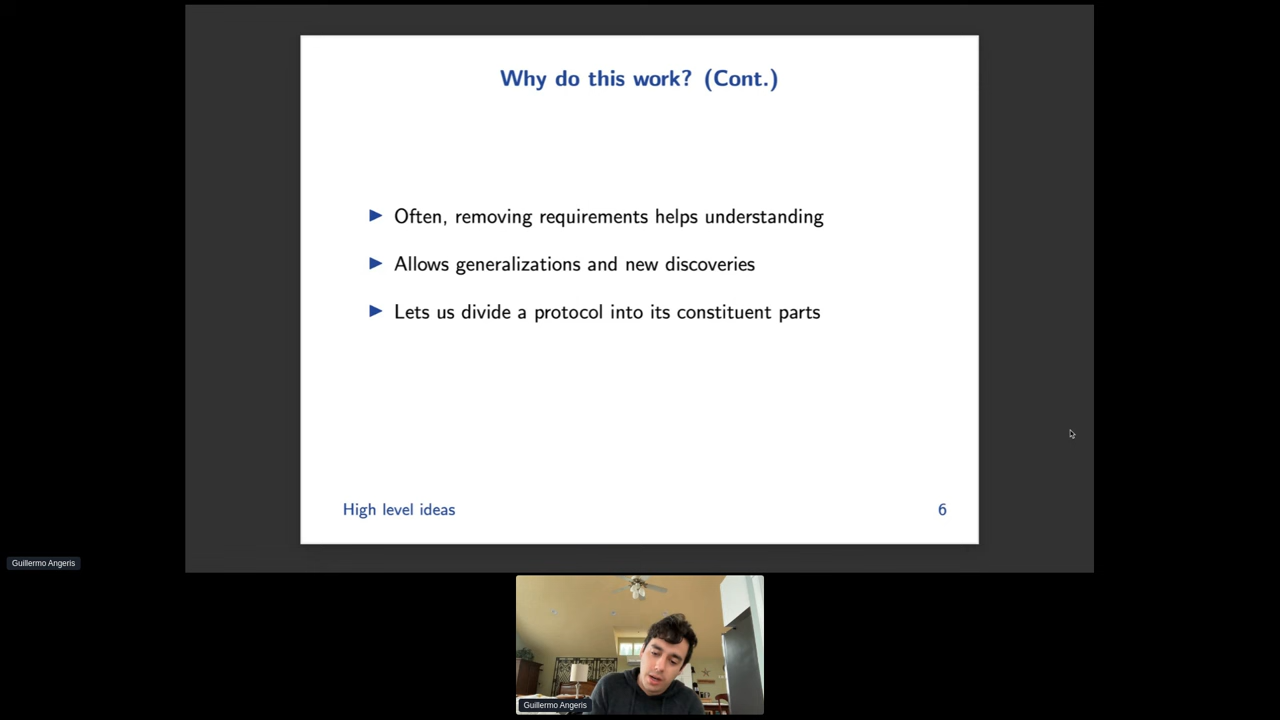 Why do this work? (Cont.)
Often, removing requirements helps understanding
Allows generalizations and new discoveries
Lets us divide a protocol into its constituent parts
High level ideas
6
Guillermo Angeris
Guillermo Angeris